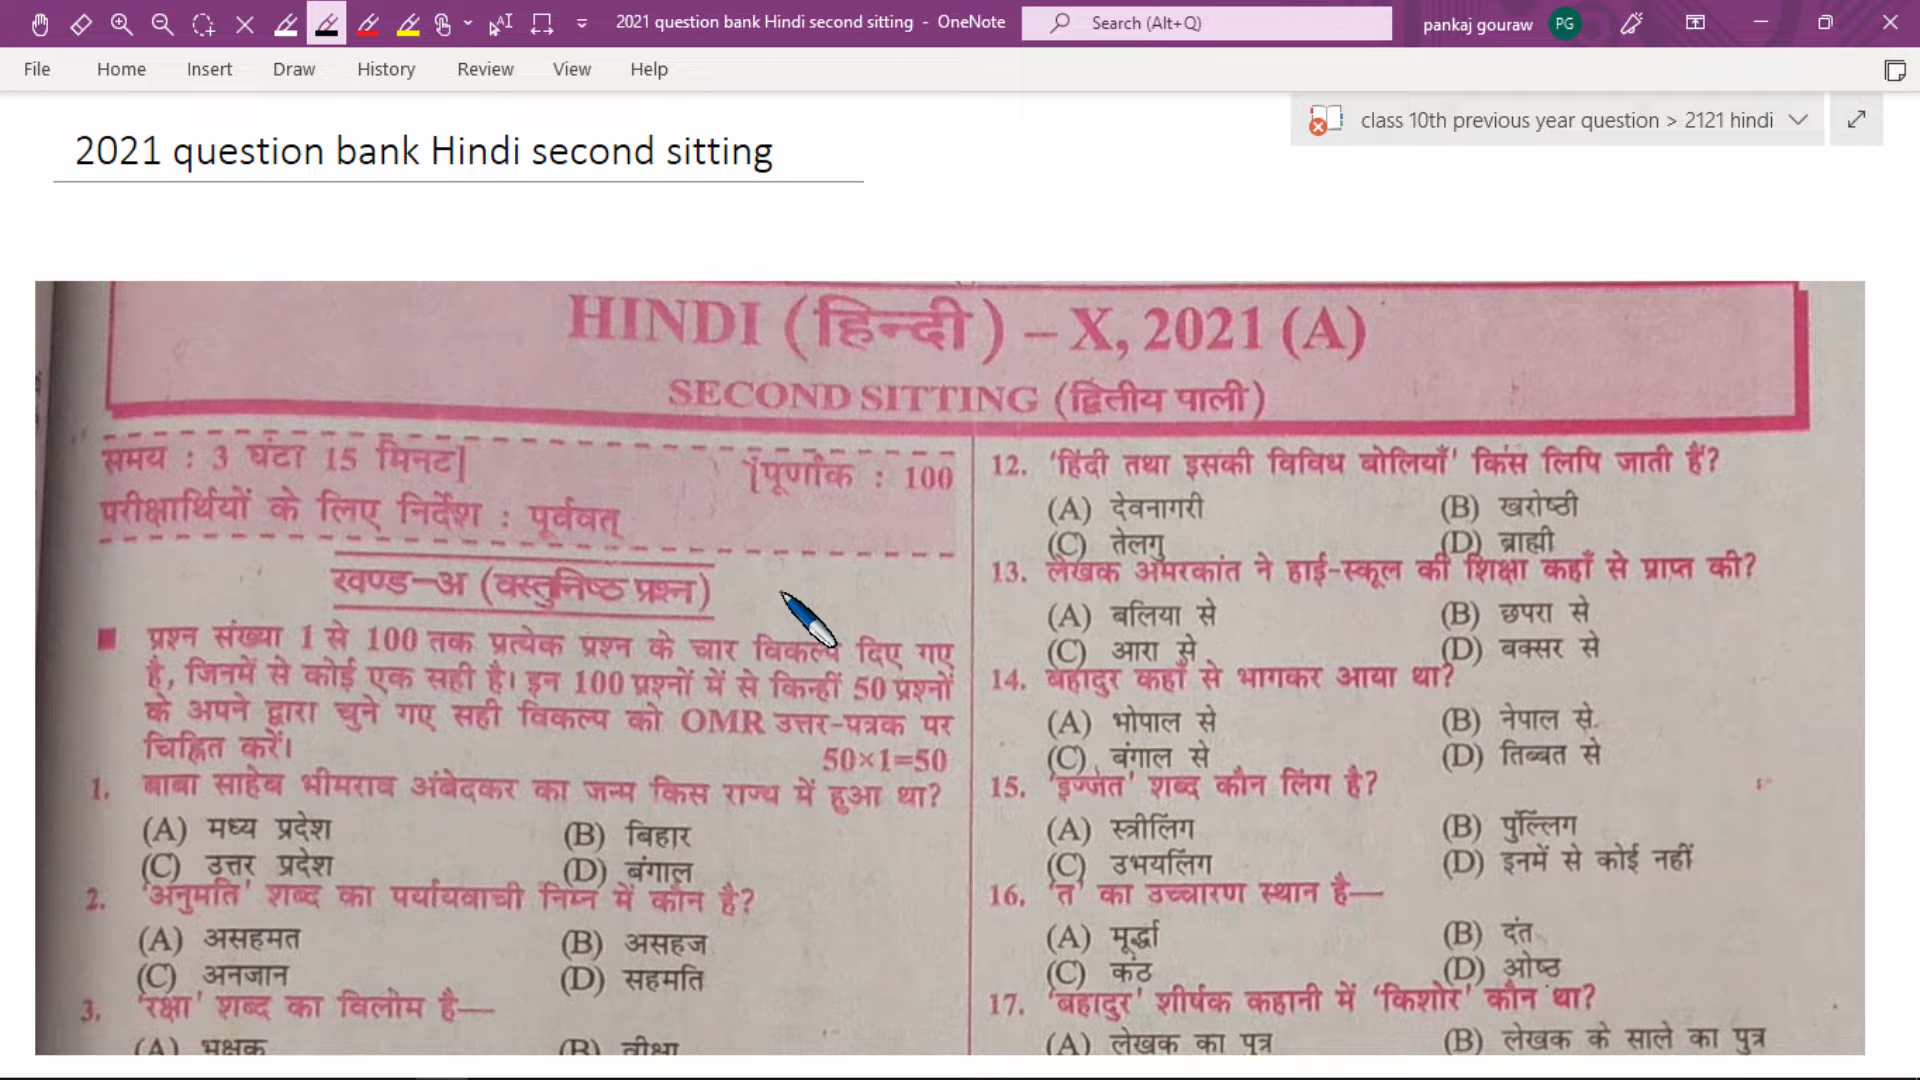 2021 question bank Hindi second sitting - OneNote
Search (Alt+Q)
pankaj gouraw
PG
File Home Insert Draw History Review View Help
class 10th previous year question > 2121 hindi
2021 question bank Hindi second sitting
HINDI (हिन्दी) – X, 2021 (A)
SECOND SITTING (द्वितीय पाली)
समय : 3 घंटा 15 मिनट]
[पूर्णांक : 100
परीक्षार्थियों के लिए निर्देश : पूर्ववत्
खण्ड–अ (वस्तुनिष्ठ प्रश्न)
प्रश्न संख्या 1 से 100 तक प्रत्येक प्रश्न के चार विकल्प दिए गए
है, जिनमें से कोई एक सही है। इन 100 प्रश्नों में से किन्हीं 50 प्रश्नों
के अपने द्वारा चुने गए सही विकल्प को OMR उत्तर-पत्रक पर
चिह्नित करें।
50×1=50
1. बाबा साहेब भीमराव अंबेदकर का जन्म किस राज्य में हुआ था?
(A) मध्य प्रदेश (B) बिहार
(C) उत्तर प्रदेश (D) बंगाल
2. 'अनुमति' शब्द का पर्यायवाची निम्न में कौन है?
(A) असहमत (B) असहज
(C) अनजान (D) सहमति
3. 'रक्षा' शब्द का विलोम है—
(A) भक्षक (B)
12. 'हिंदी तथा इसकी विविध बोलियाँ' किस लिपि जाती हैं?
(A) देवनागरी (B) खरोष्ठी
(C) तेलगु (D) ब्राह्मी
13. लेखक अमरकांत ने हाई-स्कूल की शिक्षा कहाँ से प्राप्त की?
(A) बलिया से (B) छपरा से
(C) आरा से (D) बक्सर से
14. बहादुर कहाँ से भागकर आया था?
(A) भोपाल से (B) नेपाल से
(C) बंगाल से (D) तिब्बत से
15. 'इज्जत' शब्द कौन लिंग है?
(A) स्त्रीलिंग (B) पुँल्लिग
(C) उभयलिंग (D) इनमें से कोई नहीं
16. 'त' का उच्चारण स्थान है—
(A) मूर्द्धा (B) दंत
(C) कंठ (D) ओष्ठ
17. 'बहादुर' शीर्षक कहानी में 'किशोर' कौन था?
(A) लेखक का पुत्र (B) लेखक के साले का पुत्र